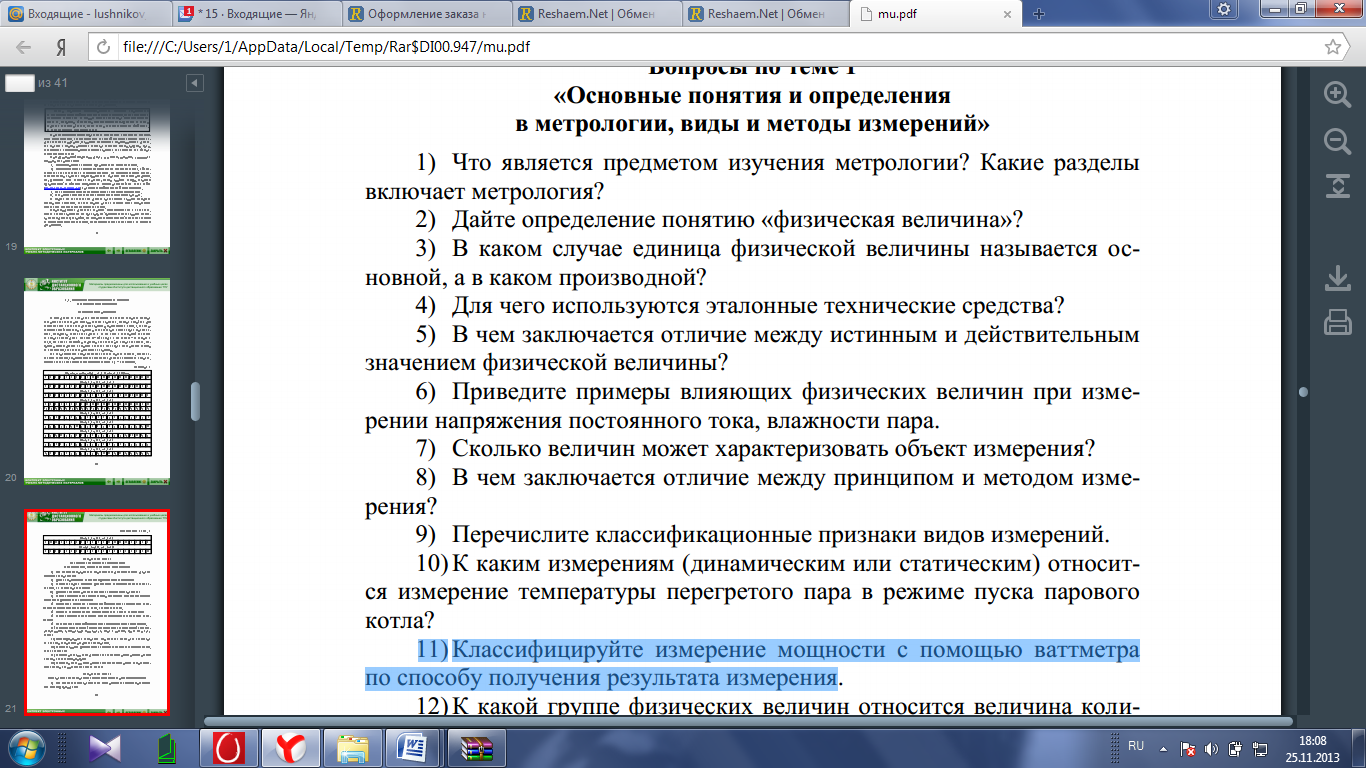 Входящие - lushnikov
* 15 · Входящие — Ян
Оформление заказа
Reshaem.Net | Обмен
Reshaem.Net | Обмен
mu.pdf
file:///C:/Users/1/AppData/Local/Temp/Rar$DI00.947/mu.pdf
из 41
Вопросы по теме 1
«Основные понятия и определения
в метрологии, виды и методы измерений»
1) Что является предметом изучения метрологии? Какие разделы
включает метрология?
2) Дайте определение понятию «физическая величина»?
3) В каком случае единица физической величины называется ос-
новной, а в каком производной?
4) Для чего используются эталонные технические средства?
5) В чем заключается отличие между истинным и действительным
значением физической величины?
6) Приведите примеры влияющих физических величин при изме-
рении напряжения постоянного тока, влажности пара.
7) Сколько величин может характеризовать объект измерения?
8) В чем заключается отличие между принципом и методом изме-
рения?
9) Перечислите классификационные признаки видов измерений.
10) К каким измерениям (динамическим или статическим) относит-
ся измерение температуры перегретого пара в режиме пуска парового
котла?
11) Классифицируйте измерение мощности с помощью ваттметра
по способу получения результата измерения.
12) К какой группе физических величин относится величина коли-
19
20
21
RU
18:08
25.11.2013